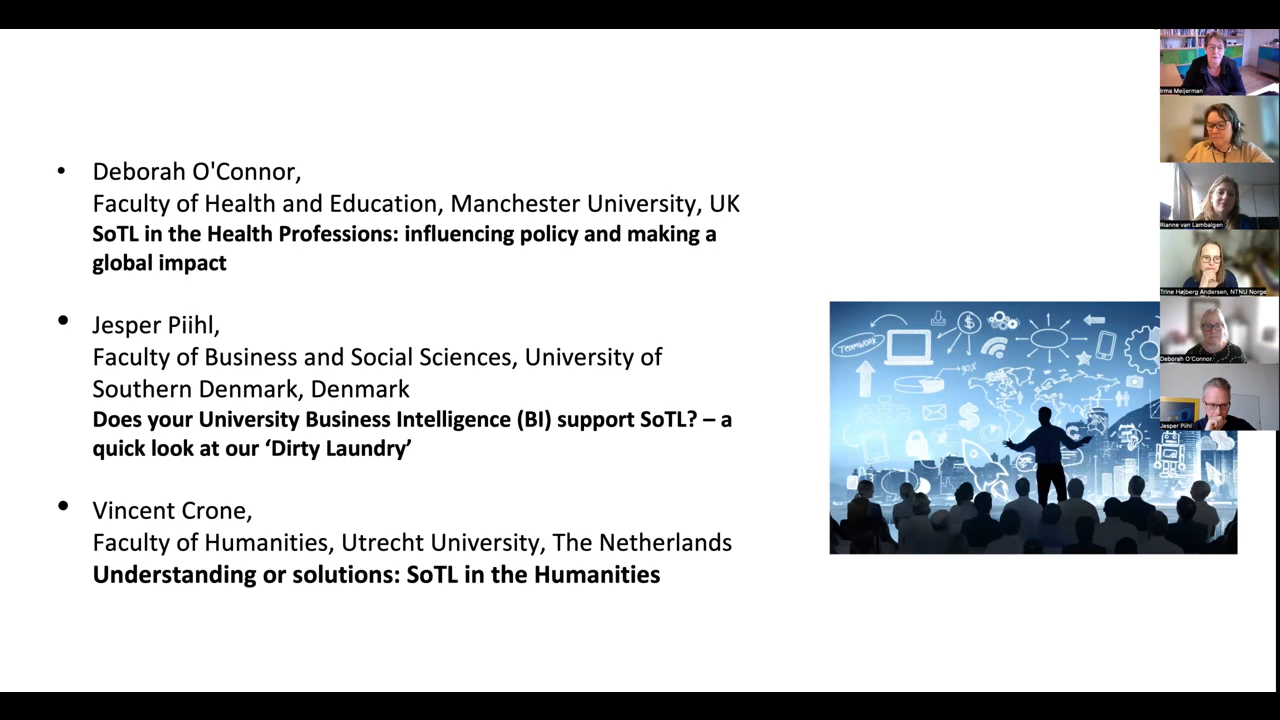 • Deborah O'Connor,
Faculty of Health and Education, Manchester University, UK
SoTL in the Health Professions: influencing policy and making a
global impact
• Jesper Piihl,
Faculty of Business and Social Sciences, University of
Southern Denmark, Denmark
Does your University Business Intelligence (BI) support SoTL? – a
quick look at our ‘Dirty Laundry’
• Vincent Crone,
Faculty of Humanities, Utrecht University, The Netherlands
Understanding or solutions: SoTL in the Humanities
TEAMWORK
Irma Meijerman
Rianne van Lambalgen
Trine Højberg Andersen, NTNU Norge
Deborah O'Connor
Jesper Piihl